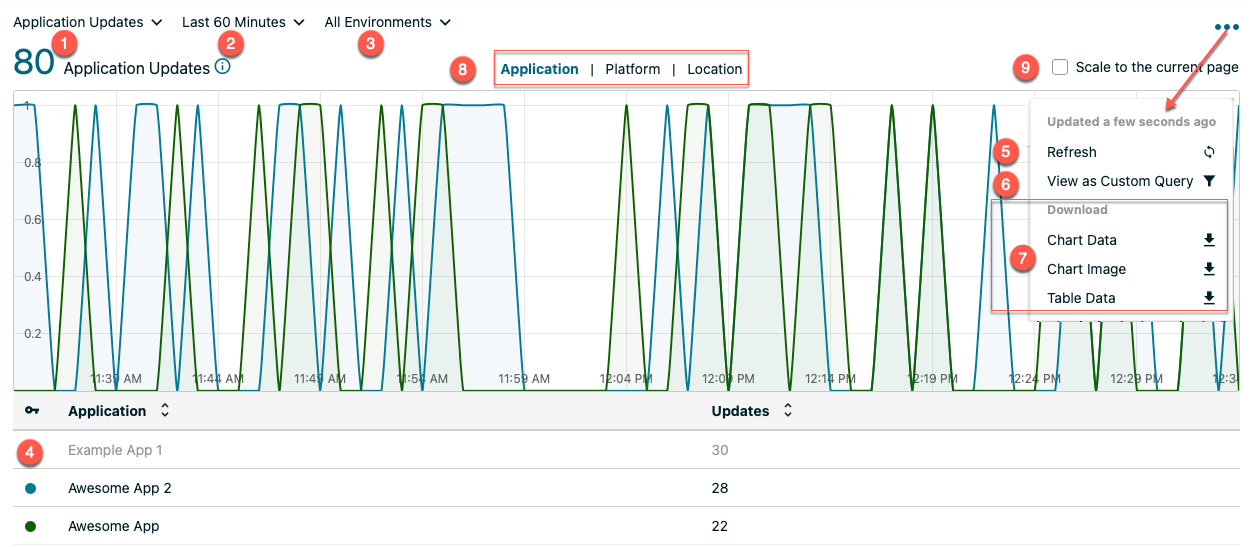 Application Updates Last 60 Minutes All Environments
1 2 3
80 Application Updates
8 Application | Platform | Location
9 Scale to the current page
Updated a few seconds ago
5 Refresh
6 View as Custom Query
Download
7
Chart Data
Chart Image
Table Data
1
0.8
0.6
0.4
0.2
11:39 AM 11:44 AM 11:49 AM 11:54 AM 11:59 AM 12:04 PM 12:09 PM 12:14 PM 12:19 PM 12:24 PM 12:29 PM
Application Updates
4 Example App 1 30
Awesome App 2 28
Awesome App 22